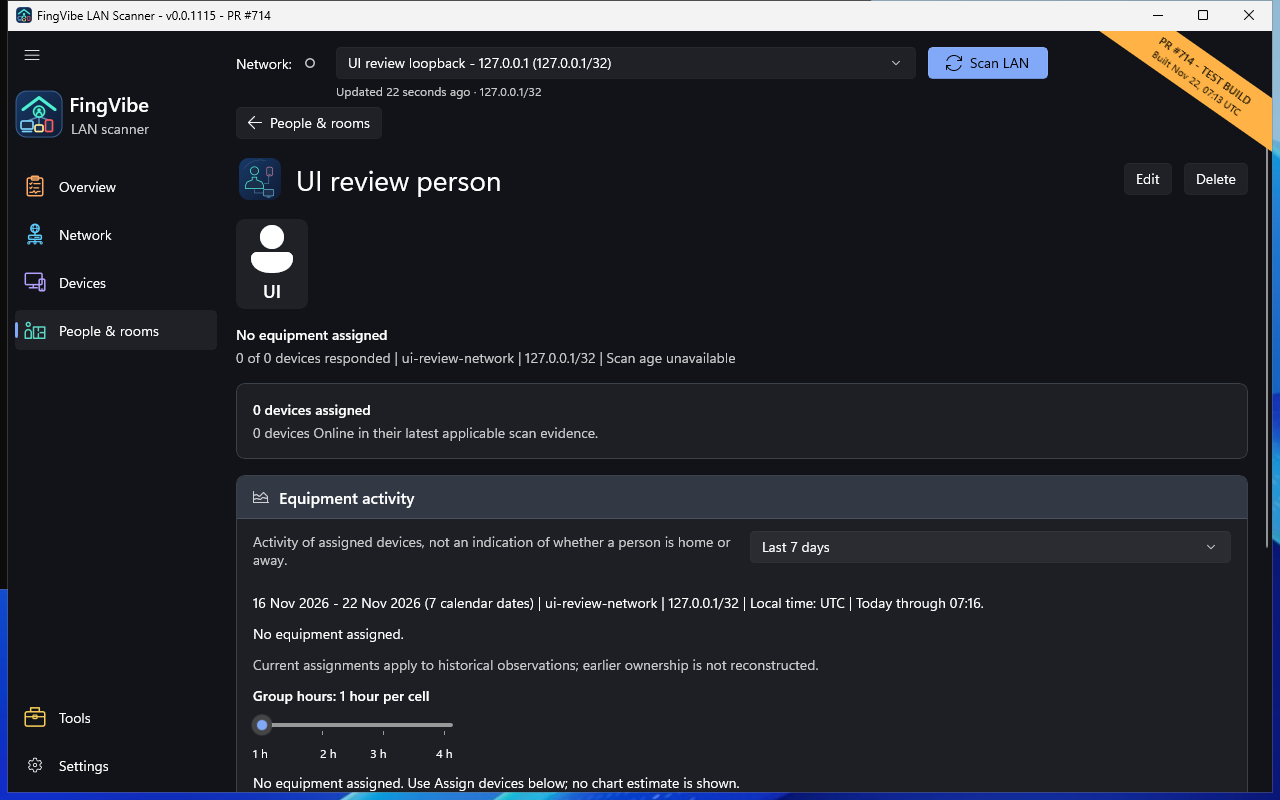 FingVibe LAN Scanner - v0.0.1115 - PR #714
PR #714 - TEST BUILD
Built Nov 22, 07:13 UTC
Network:
UI review loopback - 127.0.0.1 (127.0.0.1/32)
Scan LAN
Updated 22 seconds ago · 127.0.0.1/32
FingVibe
LAN scanner
People & rooms
Overview
Network
Devices
People & rooms
Tools
Settings
UI review person
Edit
Delete
UI
No equipment assigned
0 of 0 devices responded | ui-review-network | 127.0.0.1/32 | Scan age unavailable
0 devices assigned
0 devices Online in their latest applicable scan evidence.
Equipment activity
Activity of assigned devices, not an indication of whether a person is home or
away.
Last 7 days
16 Nov 2026 - 22 Nov 2026 (7 calendar dates) | ui-review-network | 127.0.0.1/32 | Local time: UTC | Today through 07:16.
No equipment assigned.
Current assignments apply to historical observations; earlier ownership is not reconstructed.
Group hours: 1 hour per cell
1 h 2 h 3 h 4 h
No equipment assigned. Use Assign devices below; no chart estimate is shown.